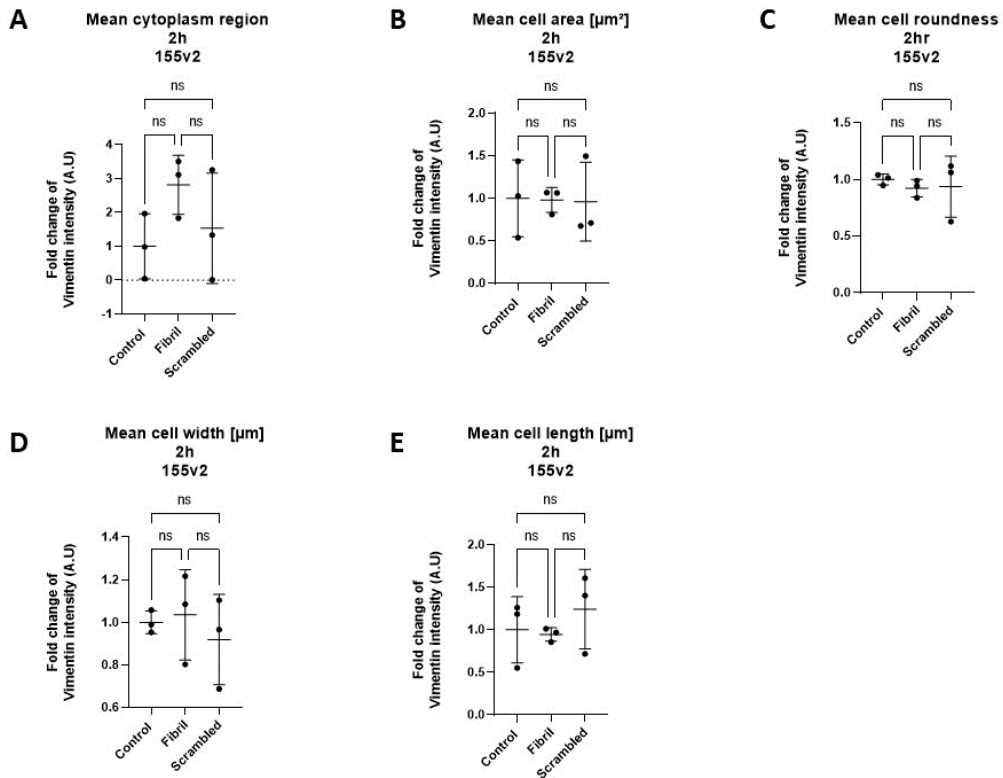 A
Mean cytoplasm region
2h
155v2
ns
ns
ns
Fold change of
Vimentin intensity (A.U)
4
3
2
1
0
-1
Control
Fibril
Scrambled
B
Mean cell area [µm²]
2h
155v2
ns
ns
ns
Fold change of
Vimentin intensity (A.U)
2.0
1.5
1.0
0.5
0.0
Control
Fibril
Scrambled
C
Mean cell roundness
2hr
155v2
ns
ns
ns
Fold change of
Vimentin intensity (A.U)
1.5
1.0
0.5
0.0
Control
Fibril
Scrambled
D
Mean cell width [µm]
2h
155v2
ns
ns
ns
Fold change of
Vimentin intensity (A.U)
1.4
1.2
1.0
0.8
0.6
Control
Fibril
Scrambled
E
Mean cell length [µm]
2h
155v2
ns
ns
ns
Fold change of
Vimentin intensity (A.U)
2.0
1.5
1.0
0.5
0.0
Control
Fibril
Scrambled